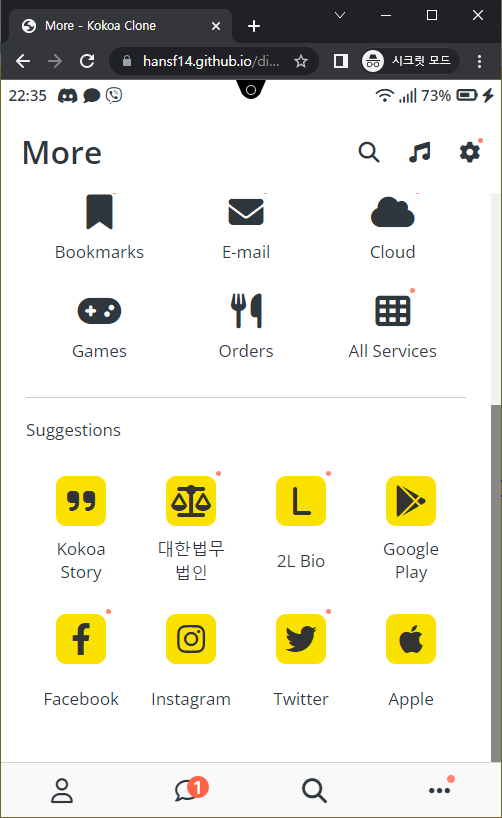 More - Kokoa Clone
hansf14.github.io/di...
시크릿 모드
22:35
73%
More
Bookmarks
E-mail
Cloud
Games
Orders
All Services
Suggestions
Kokoa
Story
대한법무
법인
L
2L Bio
Google
Play
Facebook
Instagram
Twitter
Apple
1